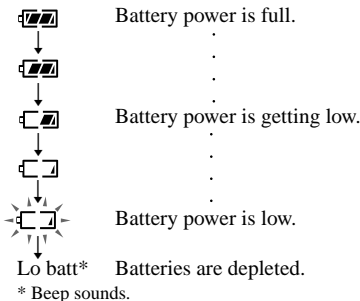 Battery power is full.
Battery power is getting low.
Battery power is low.
Lo batt* Batteries are depleted.
* Beep sounds.